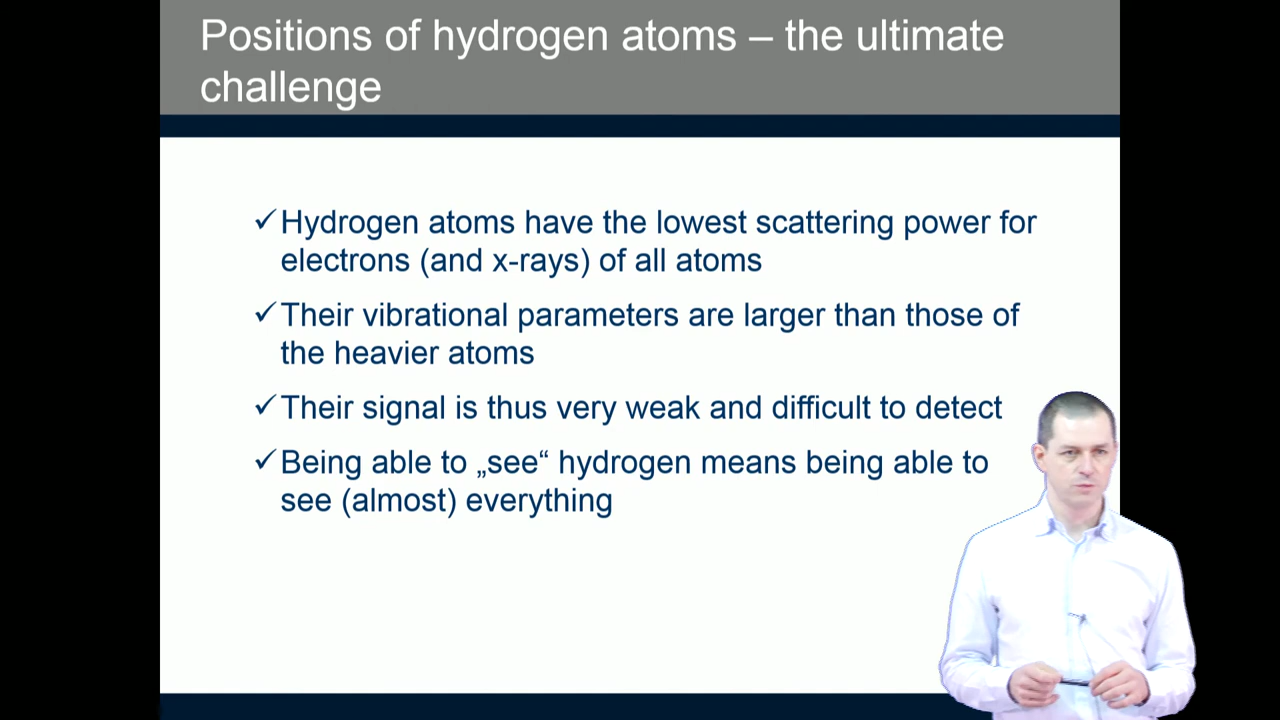 Positions of hydrogen atoms – the ultimate
challenge
✓Hydrogen atoms have the lowest scattering power for
electrons (and x-rays) of all atoms
✓Their vibrational parameters are larger than those of
the heavier atoms
✓Their signal is thus very weak and difficult to detect
✓Being able to „see“ hydrogen means being able to
see (almost) everything